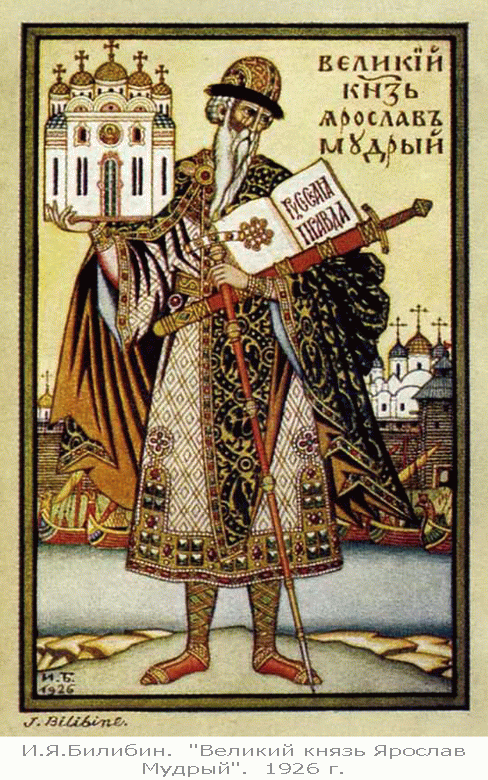 ВЕЛИКІЙ
КНЗЬ
ЯРОСЛАВЪ
МУДРЫЙ
РУССКАЯ
ПРАВДА
И.Б.
1926
J. Bilibine.
И.Я.Билибин. "Великий князь Ярослав
Мудрый". 1926 г.